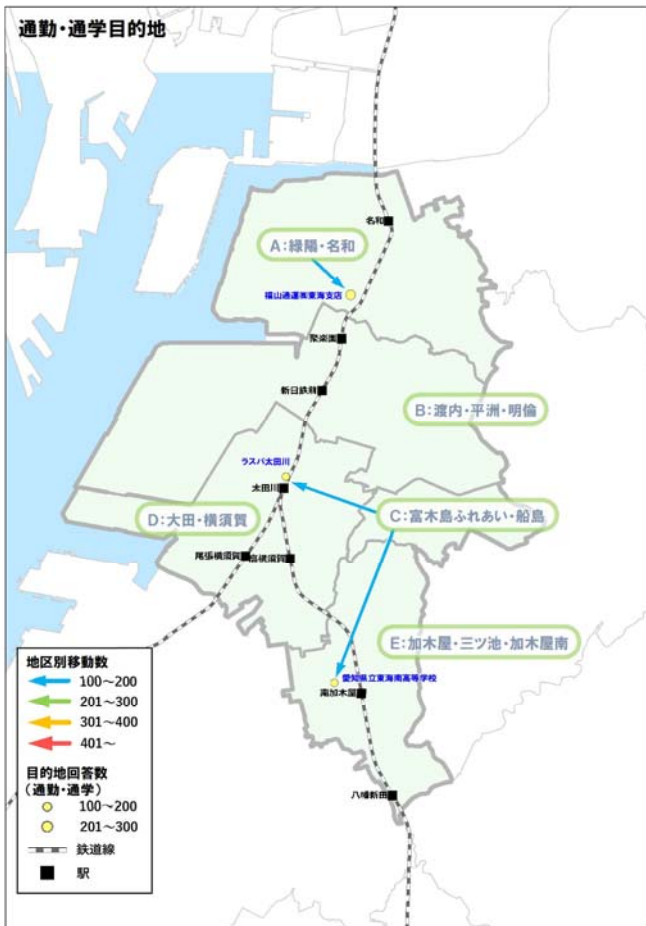 通勤・通学目的地
名和
A：緑陽・名和
福山通運㈱東海支店
聚楽園
新日鉄前
B：渡内・平洲・明倫
ラスパ太田川
太田川
D：大田・横須賀
C：富木島ふれあい・船島
尾張横須賀
高横須賀
E：加木屋・三ツ池・加木屋南
愛知県立東海南高等学校
南加木屋
八幡新田
地区別移動数
100～200
201～300
301～400
401～
目的地回答数
（通勤・通学）
100～200
201～300
鉄道線
駅